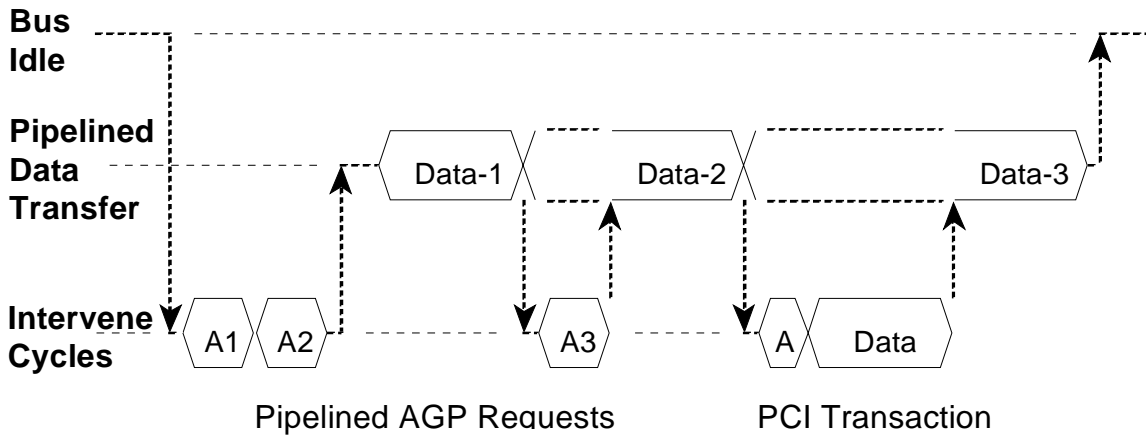 Bus
Idle
Pipelined
Data
Transfer
Data-1
Data-2
Data-3
Intervene
Cycles
A1
A2
A3
A
Data
Pipelined AGP Requests
PCI Transaction